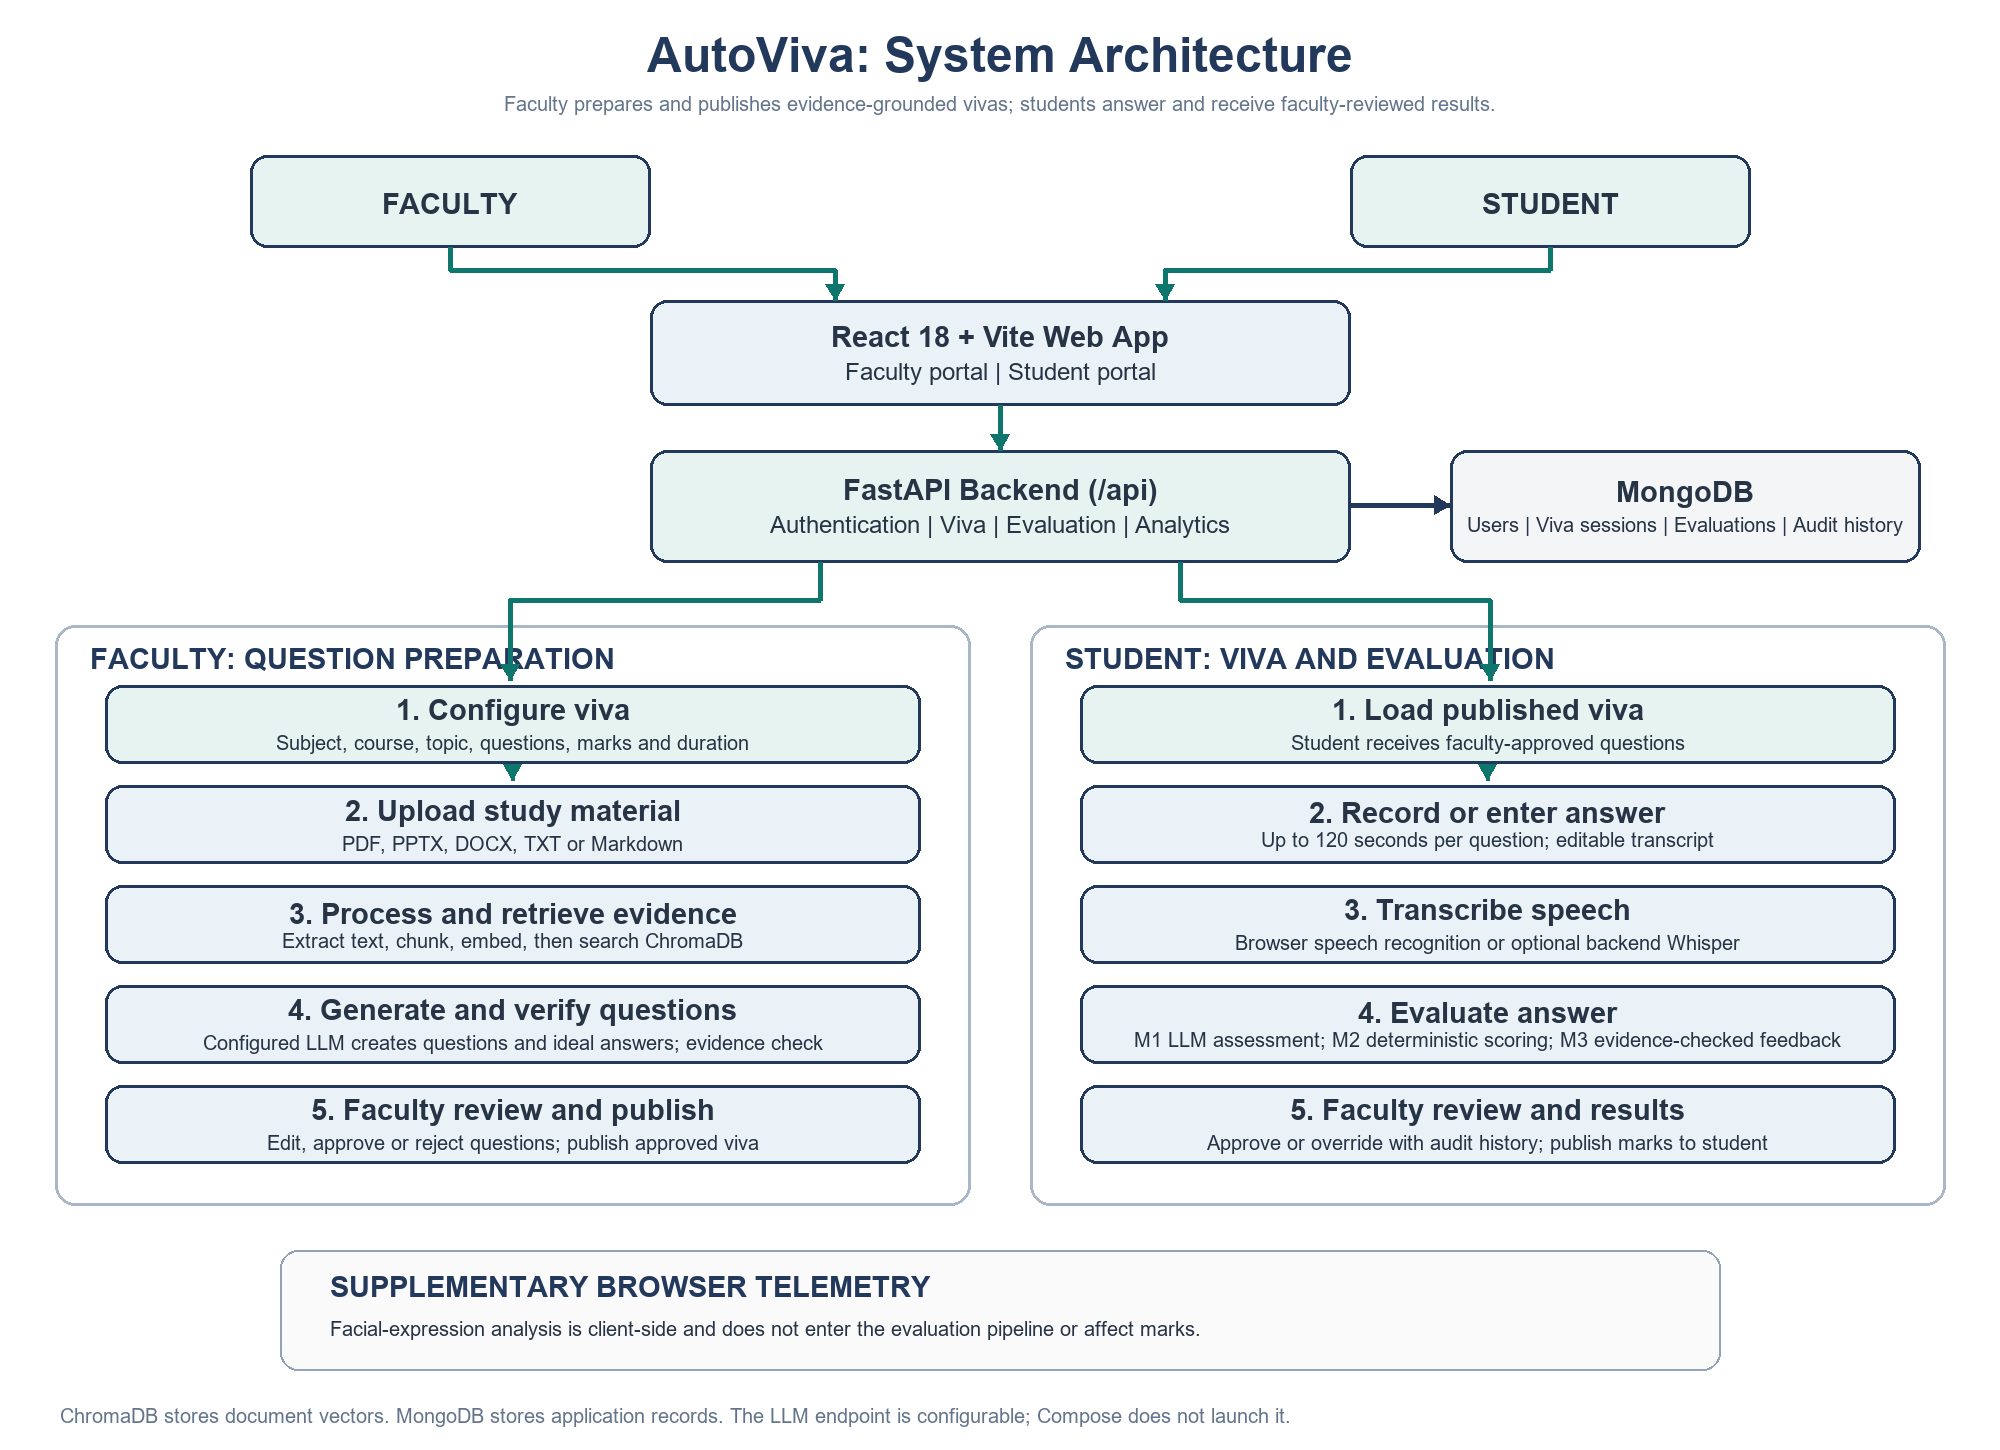 AutoViva: System Architecture
Faculty prepares and publishes evidence-grounded vivas; students answer and receive faculty-reviewed results.
FACULTY
STUDENT
React 18 + Vite Web App
Faculty portal | Student portal
FastAPI Backend (/api)
Authentication | Viva | Evaluation | Analytics
MongoDB
Users | Viva sessions | Evaluations | Audit history
FACULTY: QUESTION PREPARATION
1. Configure viva
Subject, course, topic, questions, marks and duration
2. Upload study material
PDF, PPTX, DOCX, TXT or Markdown
3. Process and retrieve evidence
Extract text, chunk, embed, then search ChromaDB
4. Generate and verify questions
Configured LLM creates questions and ideal answers; evidence check
5. Faculty review and publish
Edit, approve or reject questions; publish approved viva
STUDENT: VIVA AND EVALUATION
1. Load published viva
Student receives faculty-approved questions
2. Record or enter answer
Up to 120 seconds per question; editable transcript
3. Transcribe speech
Browser speech recognition or optional backend Whisper
4. Evaluate answer
M1 LLM assessment; M2 deterministic scoring; M3 evidence-checked feedback
5. Faculty review and results
Approve or override with audit history; publish marks to student
SUPPLEMENTARY BROWSER TELEMETRY
Facial-expression analysis is client-side and does not enter the evaluation pipeline or affect marks.
ChromaDB stores document vectors. MongoDB stores application records. The LLM endpoint is configurable; Compose does not launch it.